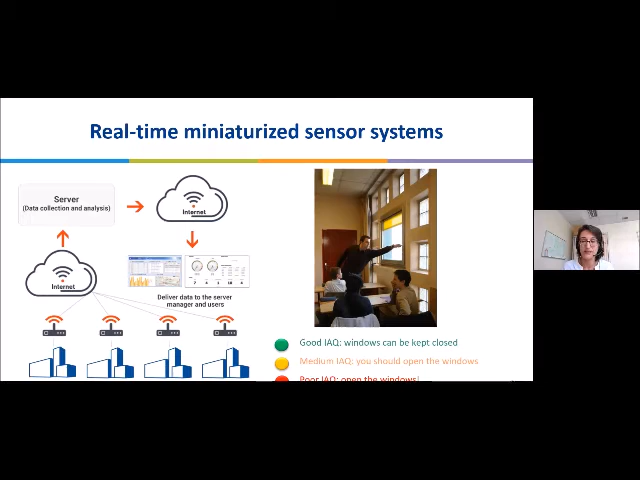 Real-time miniaturized sensor systems
Server
(Data collection and analysis)
Internet
Internet
Deliver data to the server
manager and users
Good IAQ: windows can be kept closed
Medium IAQ: you should open the windows
Poor IAQ: open the windows!